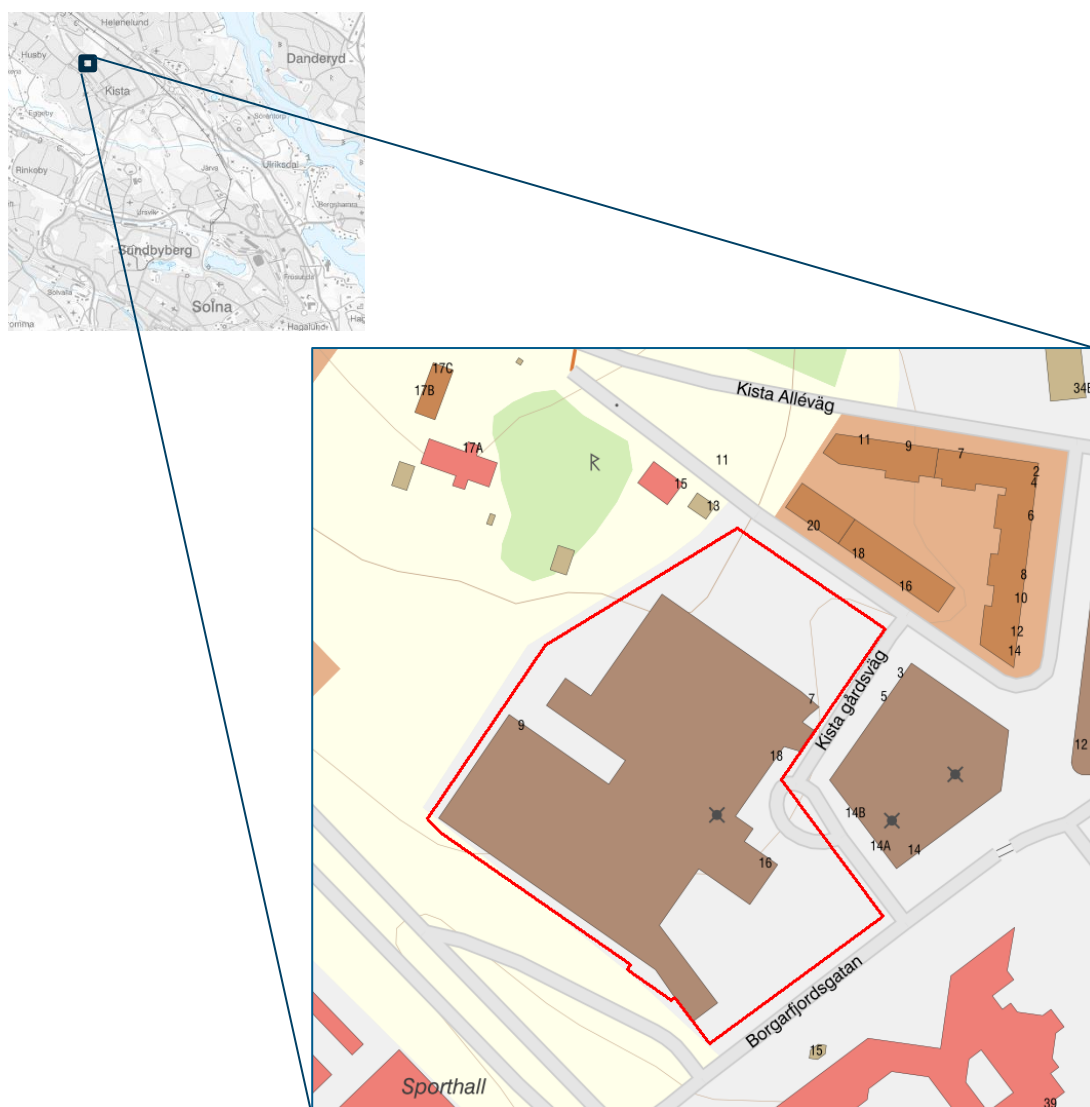 Helenelund
Husby
Danderyd
Kista
Eggeby
Sörentorp
Ulriksdal
Järva
Rinkeby
Bergshamra
Ursvik
Sundbyberg
Frösunda
Solvalla
Solna
romma
Hagalund
Hag
17C
17B
34B
Kista Alléväg
11
9
7
17A
11
2
4
15
13
6
20
18
8
16
10
12
14
3
7
5
Kista gårdsväg
9
18
12
14B
14A
14
16
Borgarfjordsgatan
15
Sporthall
39